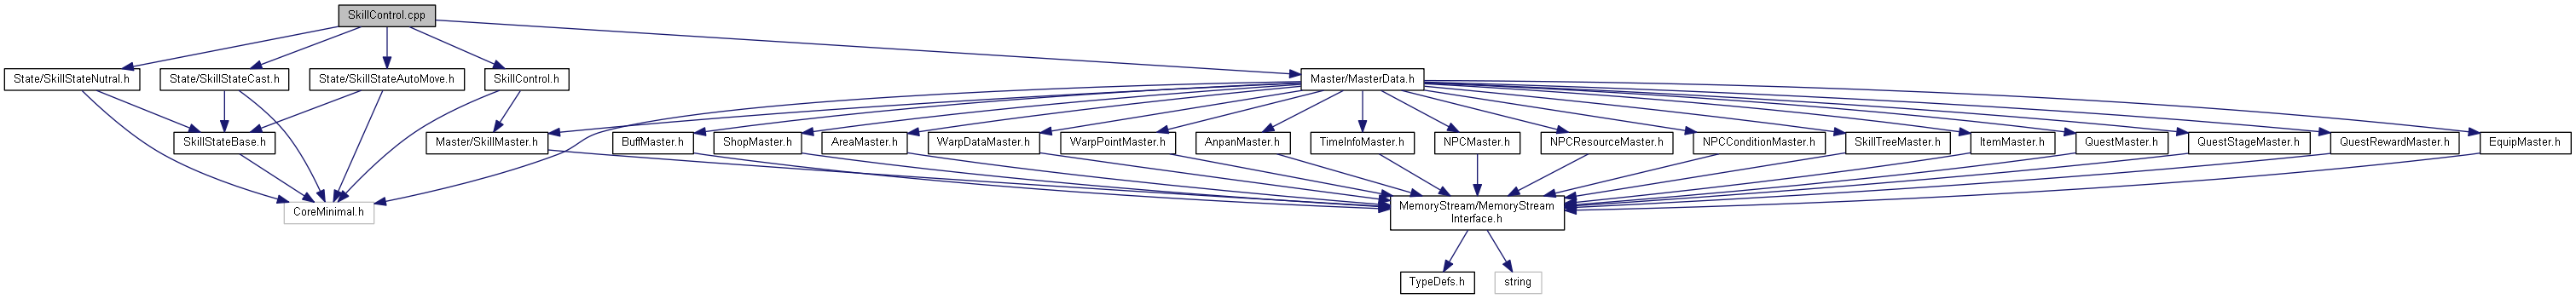 SkillControl.cpp
State/SkillStateNutral.h
State/SkillStateCast.h
State/SkillStateAutoMove.h
SkillControl.h
Master/MasterData.h
SkillStateBase.h
Master/SkillMaster.h
BuffMaster.h
ShopMaster.h
AreaMaster.h
WarpDataMaster.h
WarpPointMaster.h
AnpanMaster.h
TimeInfoMaster.h
NPCMaster.h
NPCResourceMaster.h
NPCConditionMaster.h
SkillTreeMaster.h
ItemMaster.h
QuestMaster.h
QuestStageMaster.h
QuestRewardMaster.h
EquipMaster.h
CoreMinimal.h
MemoryStream/MemoryStream
Interface.h
TypeDefs.h
string